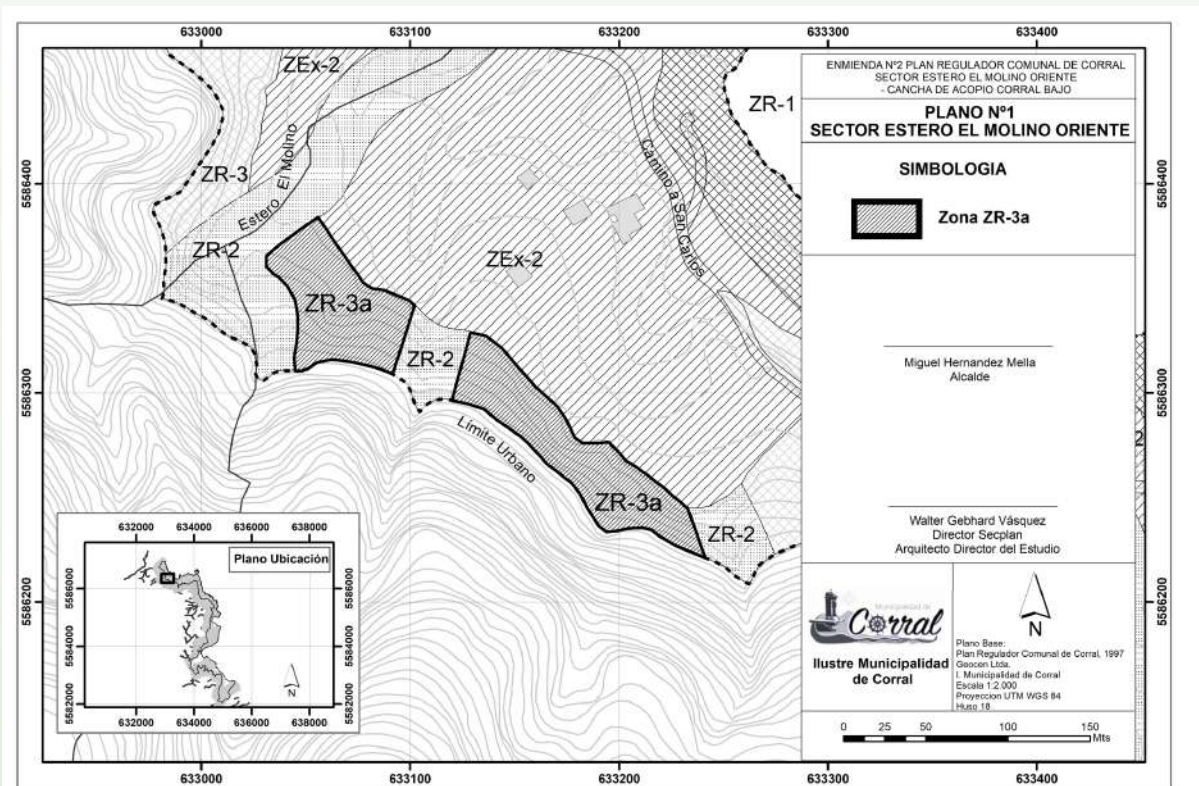 633000 633100 633200 633300 633400
5586400
5586300
5586200
ZEx-2
ZR-3
Estero El Molino
ZR-2
ZR-3a
ZR-2
ZEx-2
Camino a San Carlos
ZR-1
Limite Urbano
ZR-3a
ZR-2
632000 634000 636000 638000
Plano Ubicación
5586000
5584000
5582000
N
5586000
5584000
5582000
632000 634000 636000 638000
ENMIENDA Nº2 PLAN REGULADOR COMUNAL DE CORRAL
SECTOR ESTERO EL MOLINO ORIENTE
- CANCHA DE ACOPIO CORRAL BAJO
PLANO Nº1
SECTOR ESTERO EL MOLINO ORIENTE
SIMBOLOGIA
Zona ZR-3a
Miguel Hernandez Mella
Alcalde
Walter Gebhard Vásquez
Director Secplan
Arquitecto Director del Estudio
Municipalidad de
Corral
Ilustre Municipalidad
de Corral
N
Plano Base:
Plan Regulador Comunal de Corral, 1997
Geocen Ltda.
I. Municipalidad de Corral
Escala 1:2.000
Proyeccion UTM WGS 84
Huso 18
0 25 50 100 150
Mts
5586400
5586300
2
5586200
633000 633100 633200 633300 633400